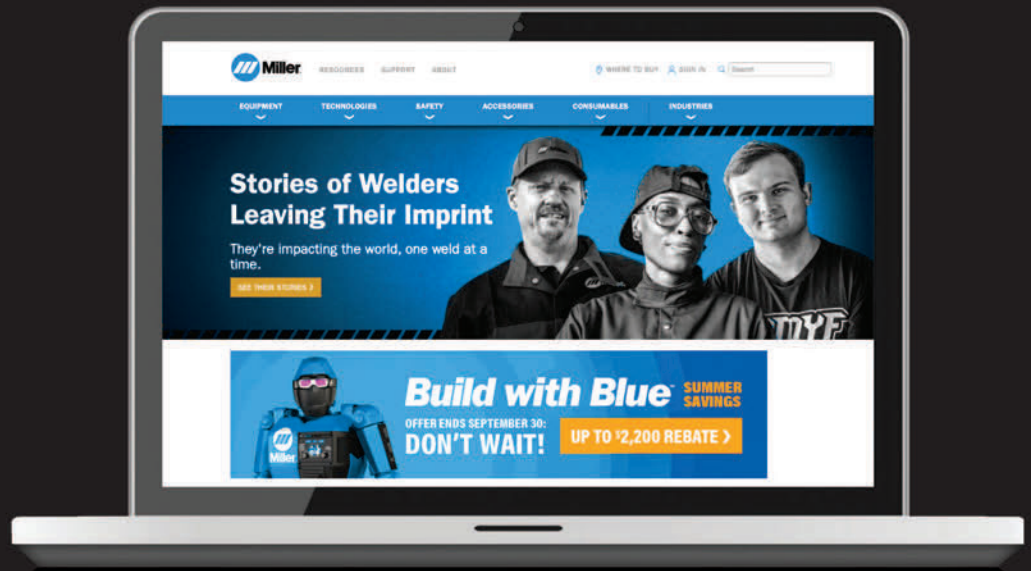 Miller
RESOURCES SUPPORT ABOUT
WHERE TO BUY SIGN IN Search
EQUIPMENT TECHNOLOGIES SAFETY ACCESSORIES CONSUMABLES INDUSTRIES
Stories of Welders
Leaving Their Imprint
They're impacting the world, one weld at a
time.
SEE THEIR STORIES >
MYF
Build with Blue™ SUMMER
SAVINGS
OFFER ENDS SEPTEMBER 30:
DON'T WAIT!
UP TO $2,200 REBATE >
Miller